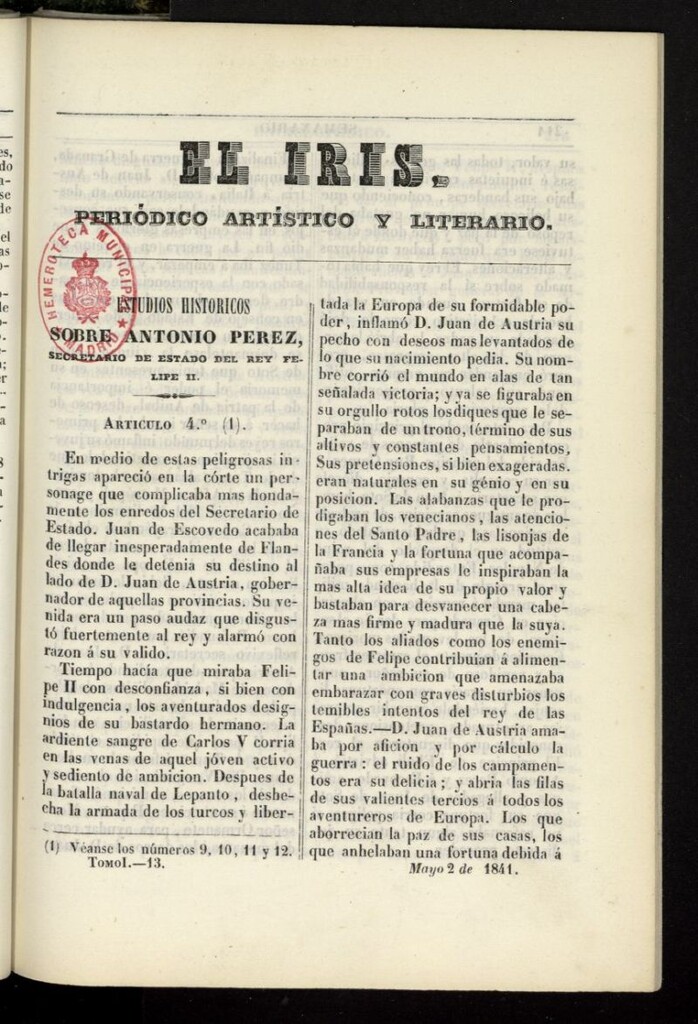 EL IRIS,
PERIÓDICO ARTÍSTICO Y LITERARIO.
HEMEROTECA MUNICIPAL
MADRID
ESTUDIOS HISTORICOS
SOBRE ANTONIO PEREZ,
SECRETARIO DE ESTADO DEL REY FE-
LIPE II.
ARTICULO 4.º (1).
En medio de estas peligrosas in-
trigas apareció en la córte un per-
sonage que complicaba mas honda-
mente los enredos del Secretario de
Estado. Juan de Escovedo acababa
de llegar inesperadamente de Flan-
des donde le detenia su destino al
lado de D. Juan de Austria, gober-
nador de aquellas provincias. Su ve-
nida era un paso audaz que disgus-
tó fuertemente al rey y alarmó con
razon á su valido.
Tiempo hacía que miraba Feli-
pe II con desconfianza, si bien con
indulgencia, los aventurados desig-
nios de su bastardo hermano. La
ardiente sangre de Carlos V corria
en las venas de aquel jóven activo
y sediento de ambicion. Despues de
la batalla naval de Lepanto, deshe-
cha la armada de los turcos y liber-
(1) Véanse los números 9, 10, 11 y 12.
TomoI.—13.
tada la Europa de su formidable po-
der, inflamó D. Juan de Austria su
pecho con deseos mas levantados de
lo que su nacimiento pedia. Su nom-
bre corrió el mundo en alas de tan
señalada victoria; y ya se figuraba en
su orgullo rotos los diques que le se-
paraban de un trono, término de sus
altivos y constantes pensamientos.
Sus pretensiones, si bien exageradas.
eran naturales en su génio y en su
posicion. Las alabanzas que le pro-
digaban los venecianos, las atencio-
nes del Santo Padre, las lisonjas de
la Francia y la fortuna que acompa-
ñaba sus empresas le inspiraban la
mas alta idea de su propio valor y
bastaban para desvanecer una cabe-
za mas firme y madura que la suya.
Tanto los aliados como los enemi-
gos de Felipe contribuian á alimen-
tar una ambicion que amenazaba
embarazar con graves disturbios los
temibles intentos del rey de las
Españas.—D. Juan de Austria ama-
ba por aficion y por cálculo la
guerra: el ruido de los campamen-
tos era su delicia; y abria las filas
de sus valientes tercios á todos los
aventureros de Europa. Los que
aborrecian la paz de sus casas, los
que anhelaban una fortuna debida á
Mayo 2 de 1841.